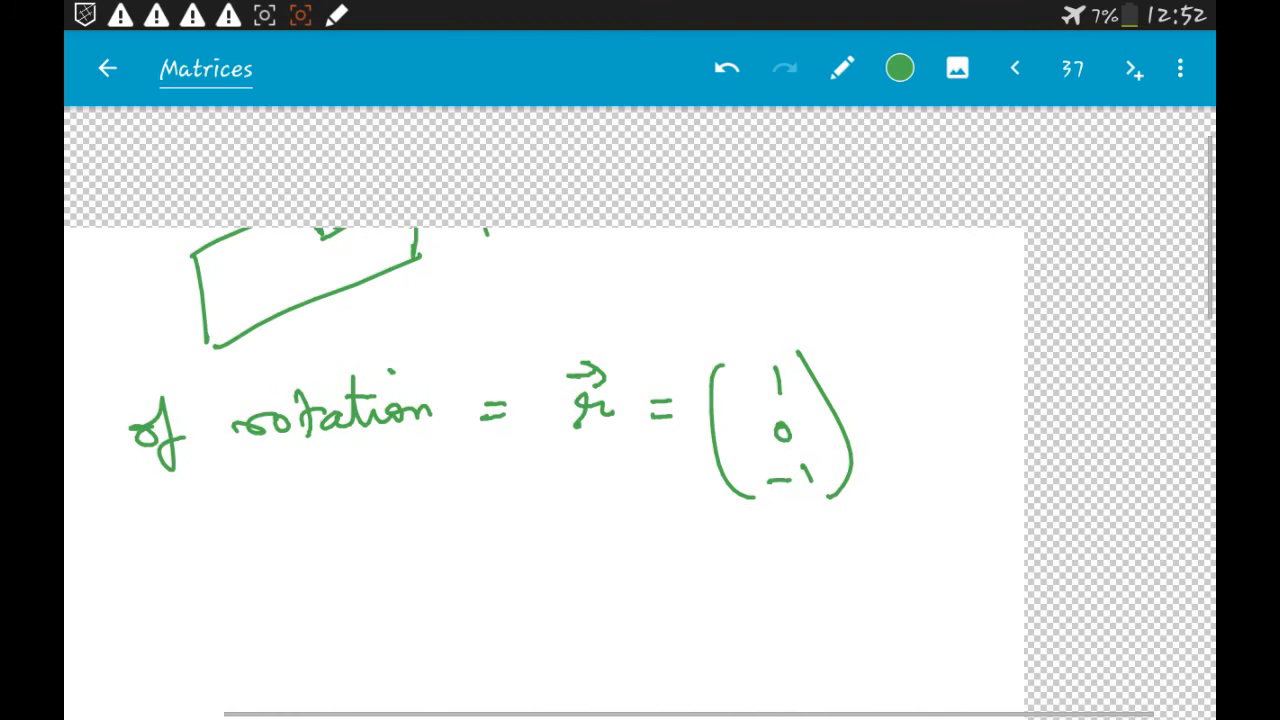 7% 12:52
Matrices 37
of rotation = r⃗ = ( 1
0
-1 )